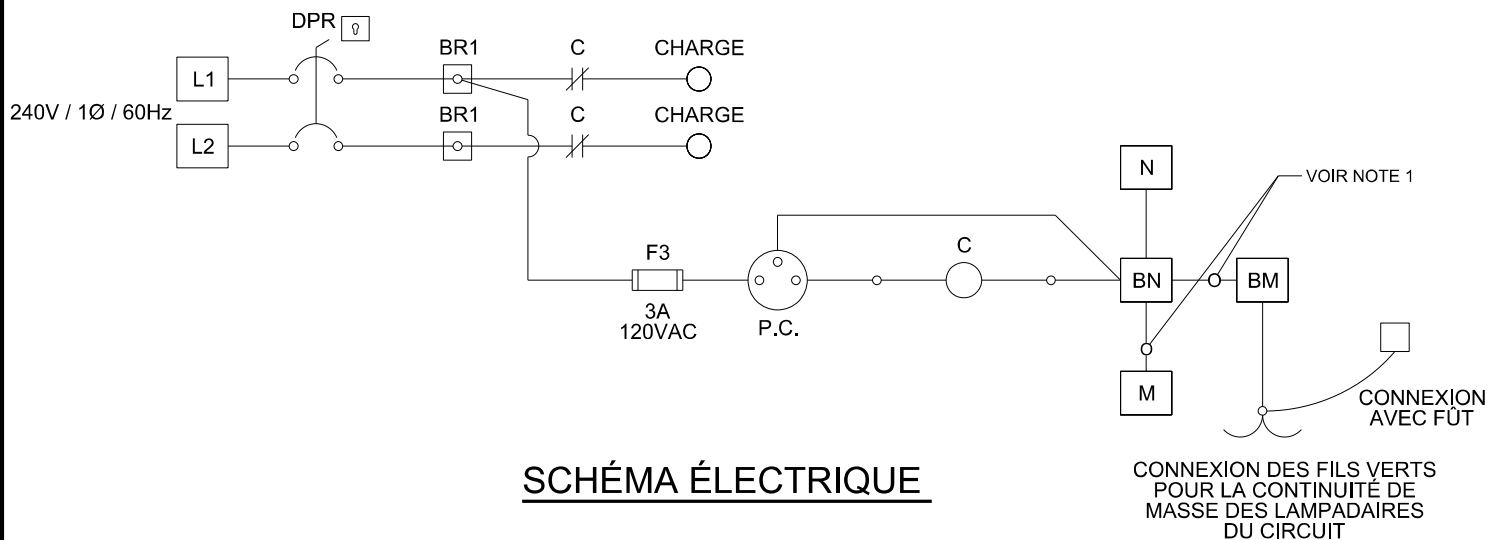 DPR
BR1
C
CHARGE
L1
240V / 1Ø / 60Hz
BR1
C
CHARGE
L2
N
VOIR NOTE 1
F3
C
BN
BM
3A
120VAC
P.C.
M
CONNEXION
AVEC FÛT
SCHÉMA ÉLECTRIQUE
CONNEXION DES FILS VERTS
POUR LA CONTINUITÉ DE
MASSE DES LAMPADAIRES
DU CIRCUIT